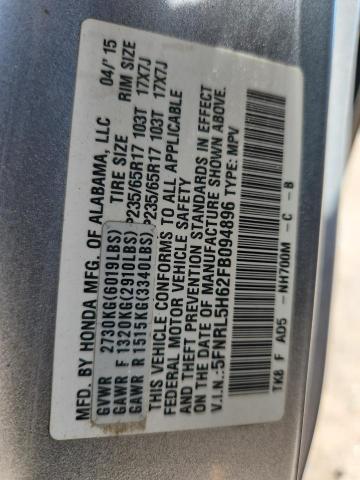 MFD. BY HONDA MFG. OF ALABAMA, LLC 04/'15
TIRE SIZE RIM SIZE
GVWR 2730KG(6019LBS)
GAWR F 1320KG(2910LBS) P235/65R17 103T 17X7J
GAWR R 1515KG(3340LBS) P235/65R17 103T 17X7J
THIS VEHICLE CONFORMS TO ALL APPLICABLE
FEDERAL MOTOR VEHICLE SAFETY
AND THEFT PREVENTION STANDARDS IN EFFECT
ON THE DATE OF MANUFACTURE SHOWN ABOVE.
V.I.N.:5FNRL5H62FB094896 TYPE: MPV
TK8 F AD5 - NH700M - C - B